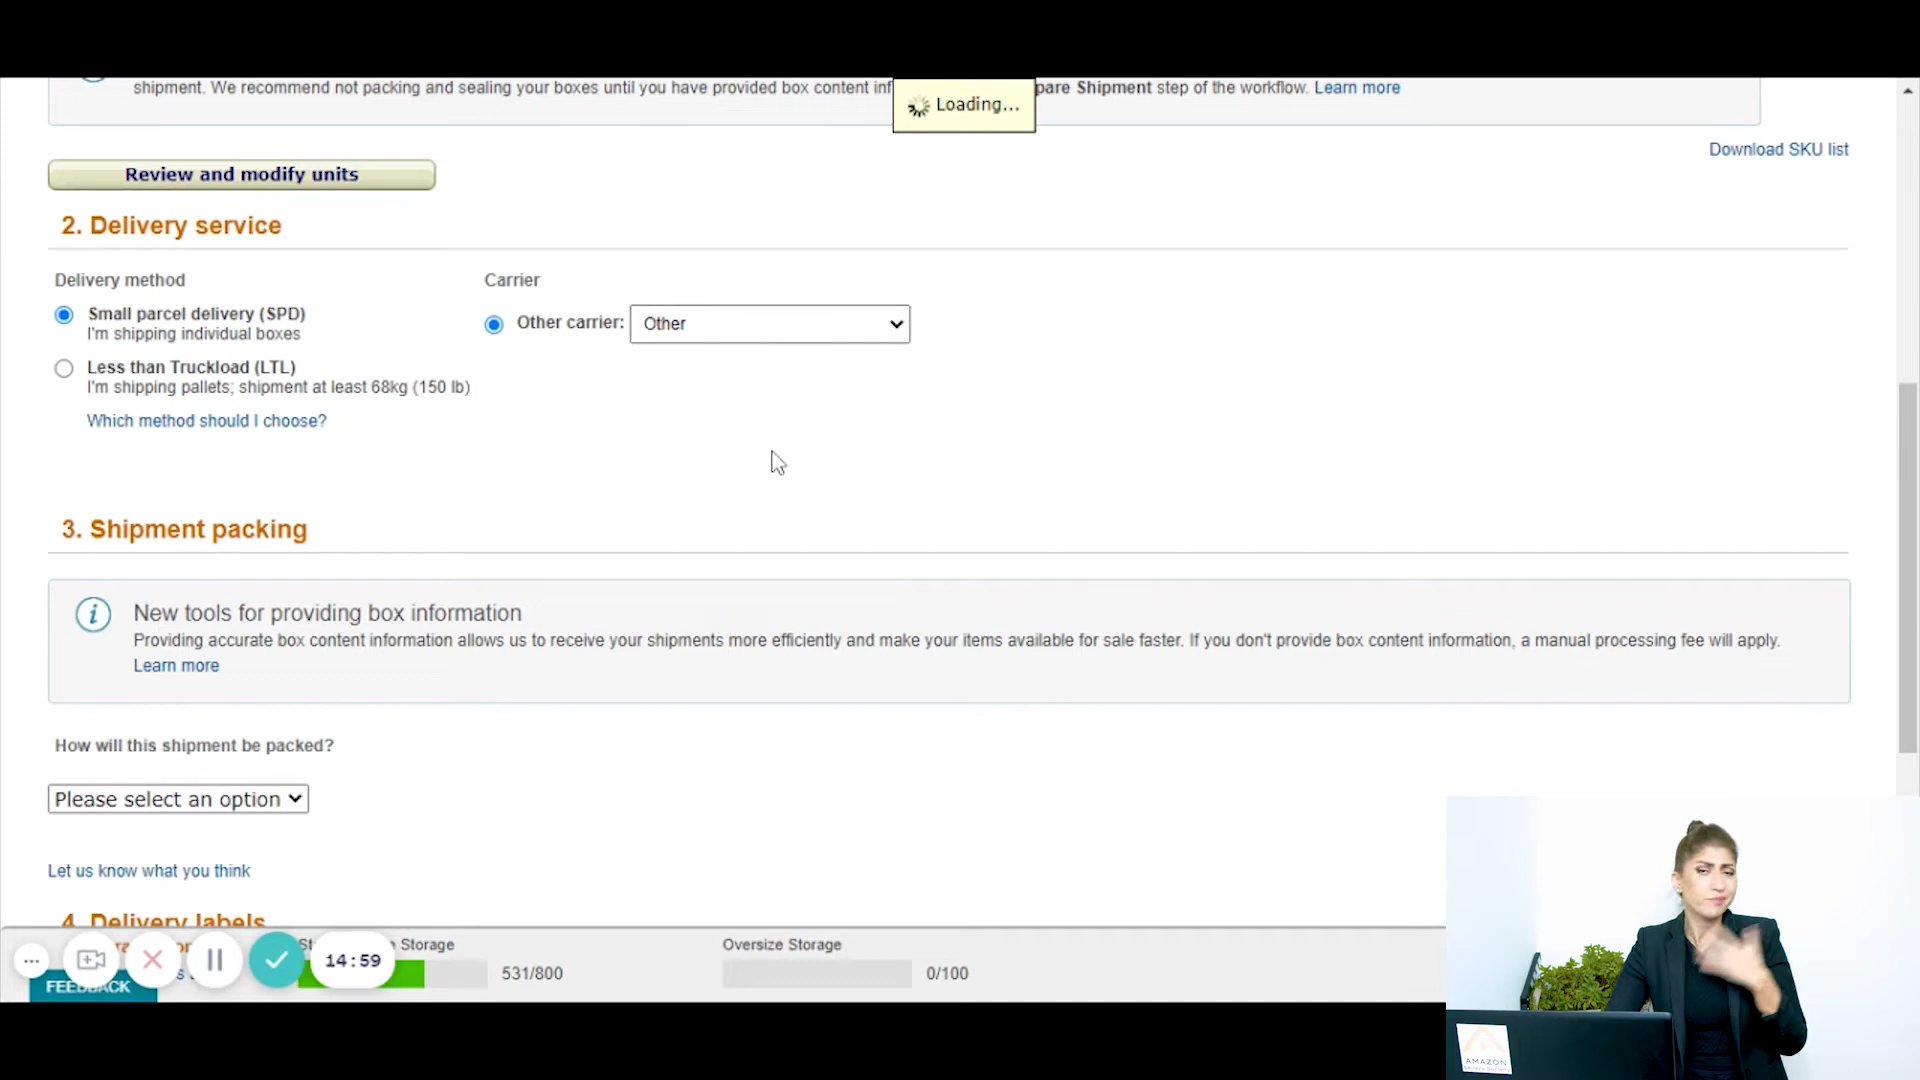 shipment. We recommend not packing and sealing your boxes until you have provided box content inf
pare Shipment step of the workflow. Learn more
Loading...
Download SKU list
Review and modify units
2. Delivery service
Delivery method
Carrier
Small parcel delivery (SPD)
I'm shipping individual boxes
Other carrier: Other
Less than Truckload (LTL)
I'm shipping pallets; shipment at least 68kg (150 lb)
Which method should I choose?
3. Shipment packing
New tools for providing box information
Providing accurate box content information allows us to receive your shipments more efficiently and make your items available for sale faster. If you don't provide box content information, a manual processing fee will apply.
Learn more
How will this shipment be packed?
Please select an option
Let us know what you think
4. Delivery labels
Storage
Oversize Storage
14:59
531/800
0/100
FEEDBACK
AMAZON